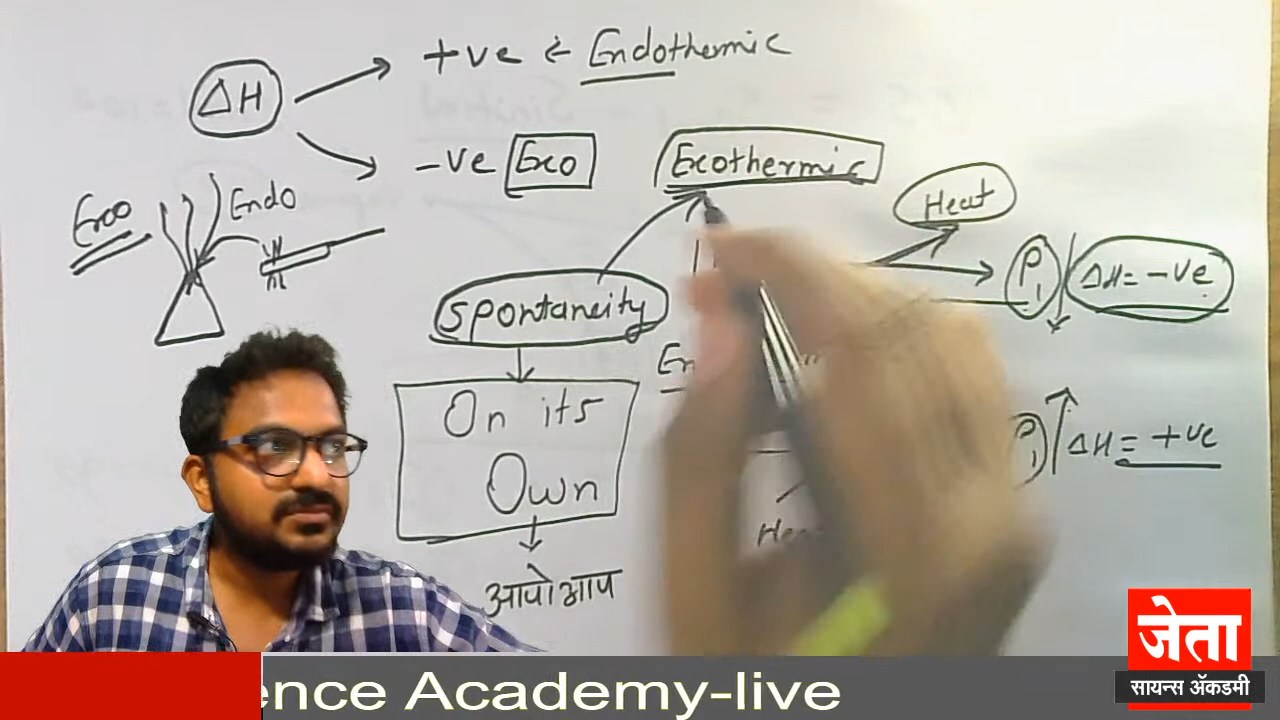 ΔH
+ve ← Endothermic
-ve Exo
Exothermic
Heat
Exo
Endo
P1
ΔH = -ve
spontaneity
On its
Own
आपोआप
P1
ΔH = +ve
जेता
सायन्स ॲकडमी
ence Academy-live